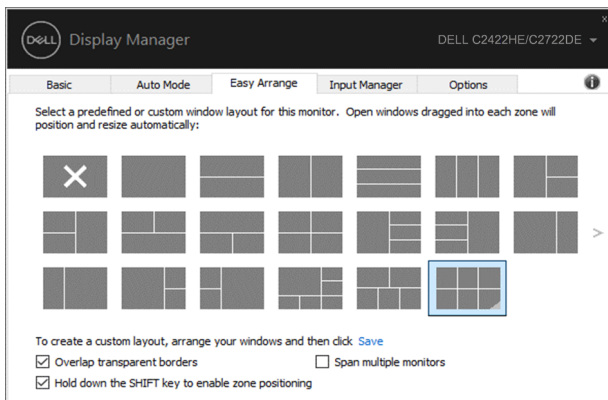 DELL Display Manager DELL C2422HE/C2722DE
Basic Auto Mode Easy Arrange Input Manager Options
Select a predefined or custom window layout for this monitor. Open windows dragged into each zone will
position and resize automatically:
To create a custom layout, arrange your windows and then click Save
Overlap transparent borders Span multiple monitors
Hold down the SHIFT key to enable zone positioning